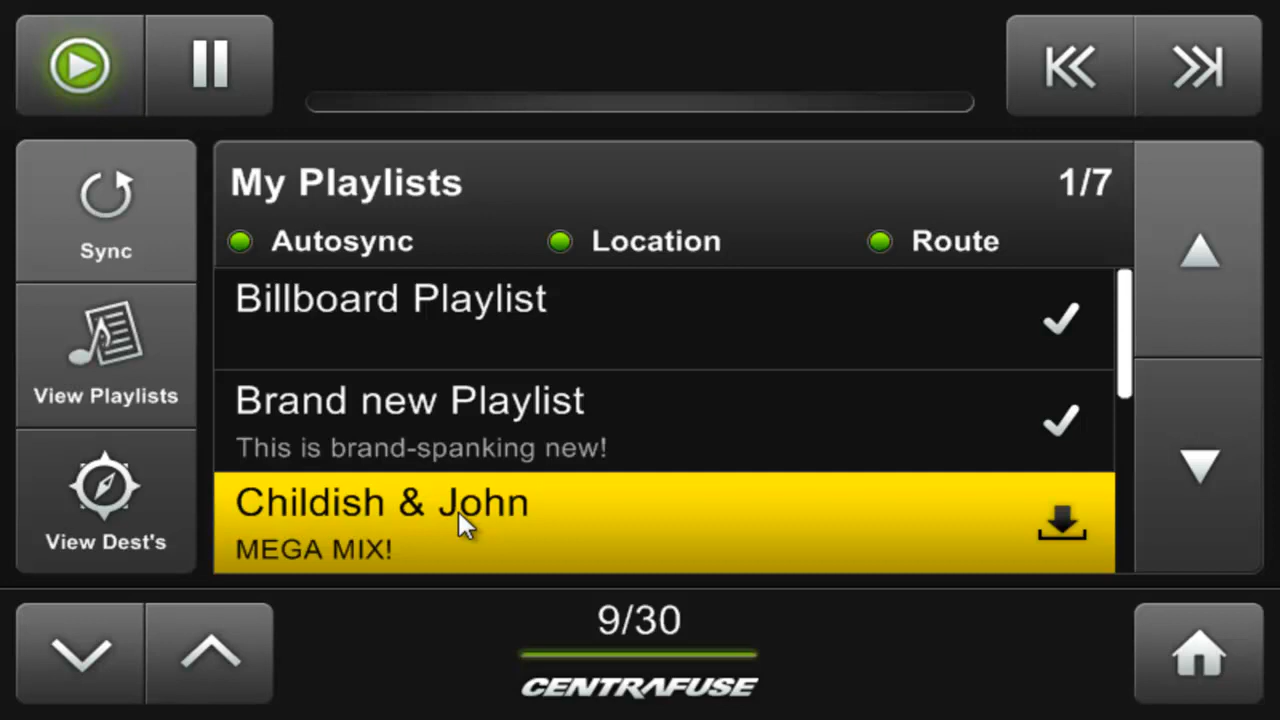 My Playlists 1/7
Autosync Location Route
Sync
Billboard Playlist
View Playlists
Brand new Playlist
This is brand-spanking new!
Childish & John
MEGA MIX!
View Dest's
9/30
CENTRAFUSE